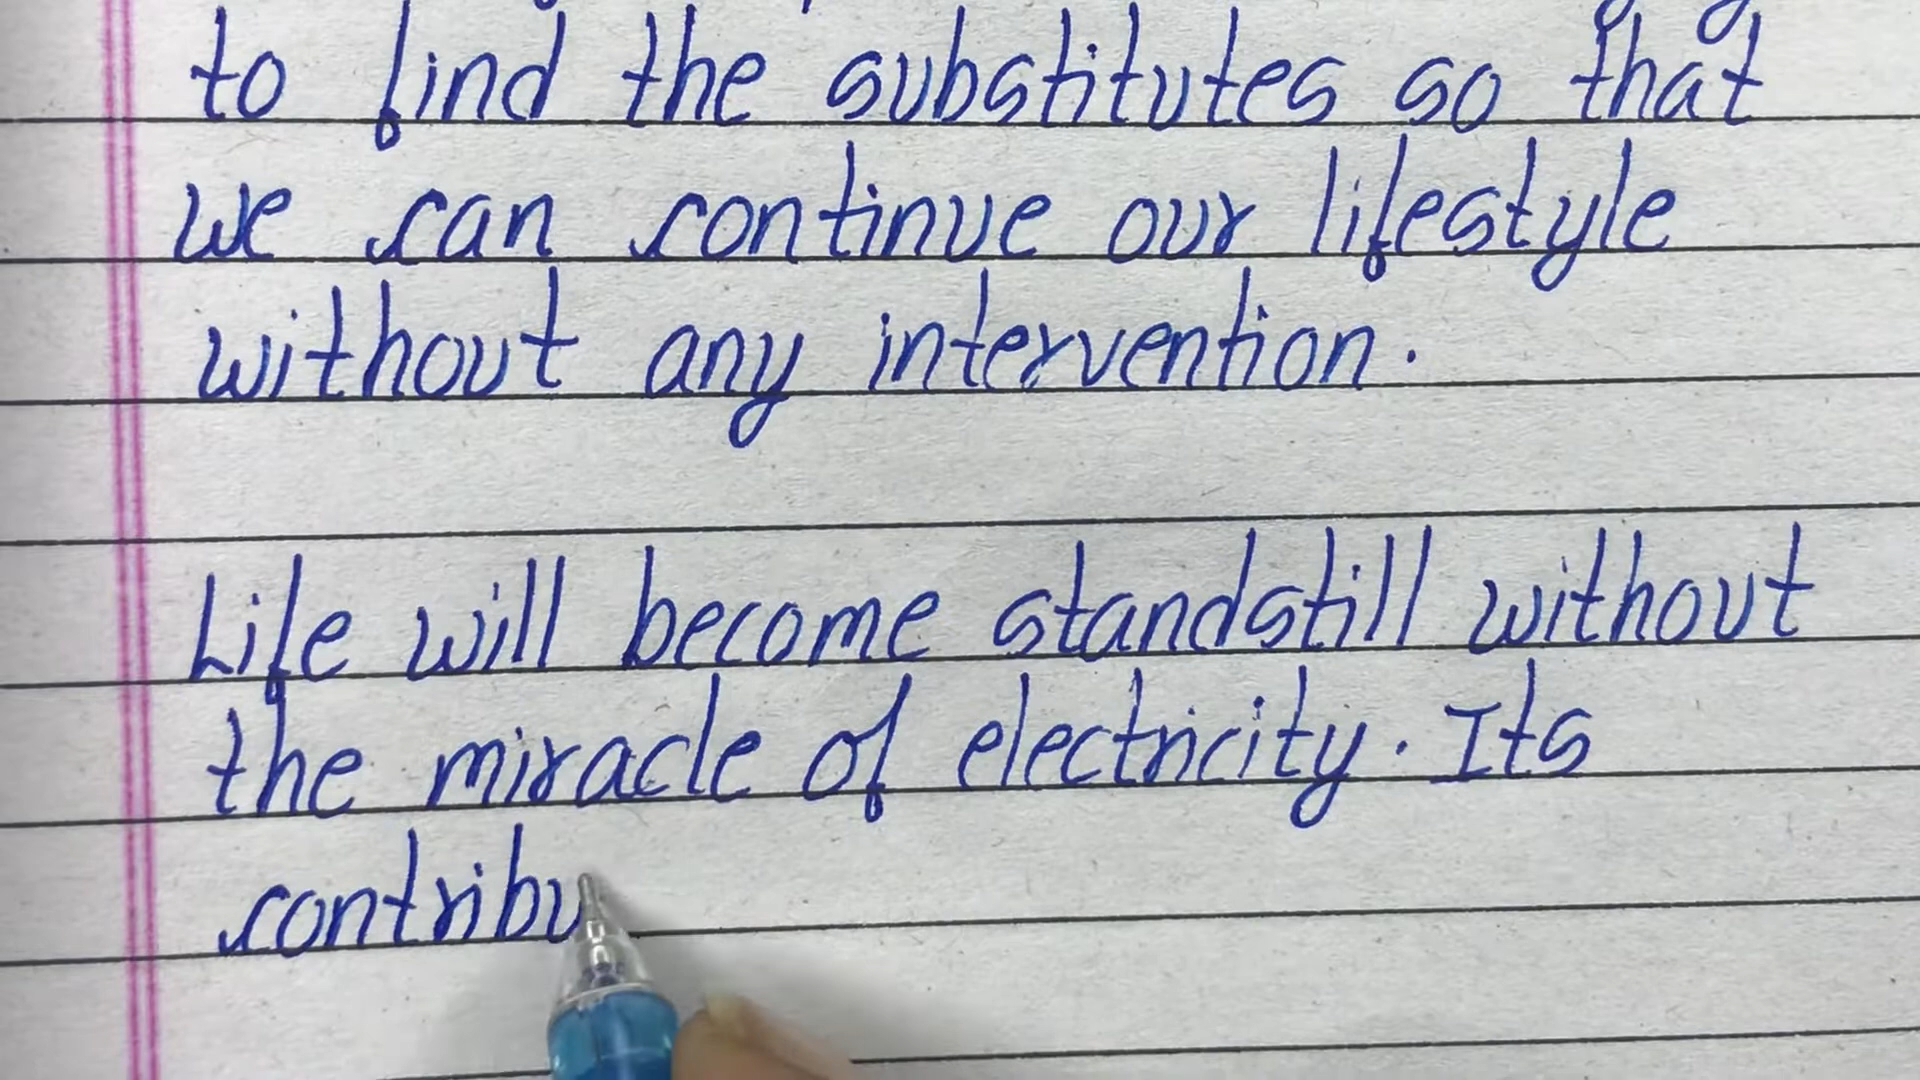 to find the substitutes so that
we can continue our lifestyle
without any intervention.
Life will become standstill without
the miracle of electricity. Its
contribu